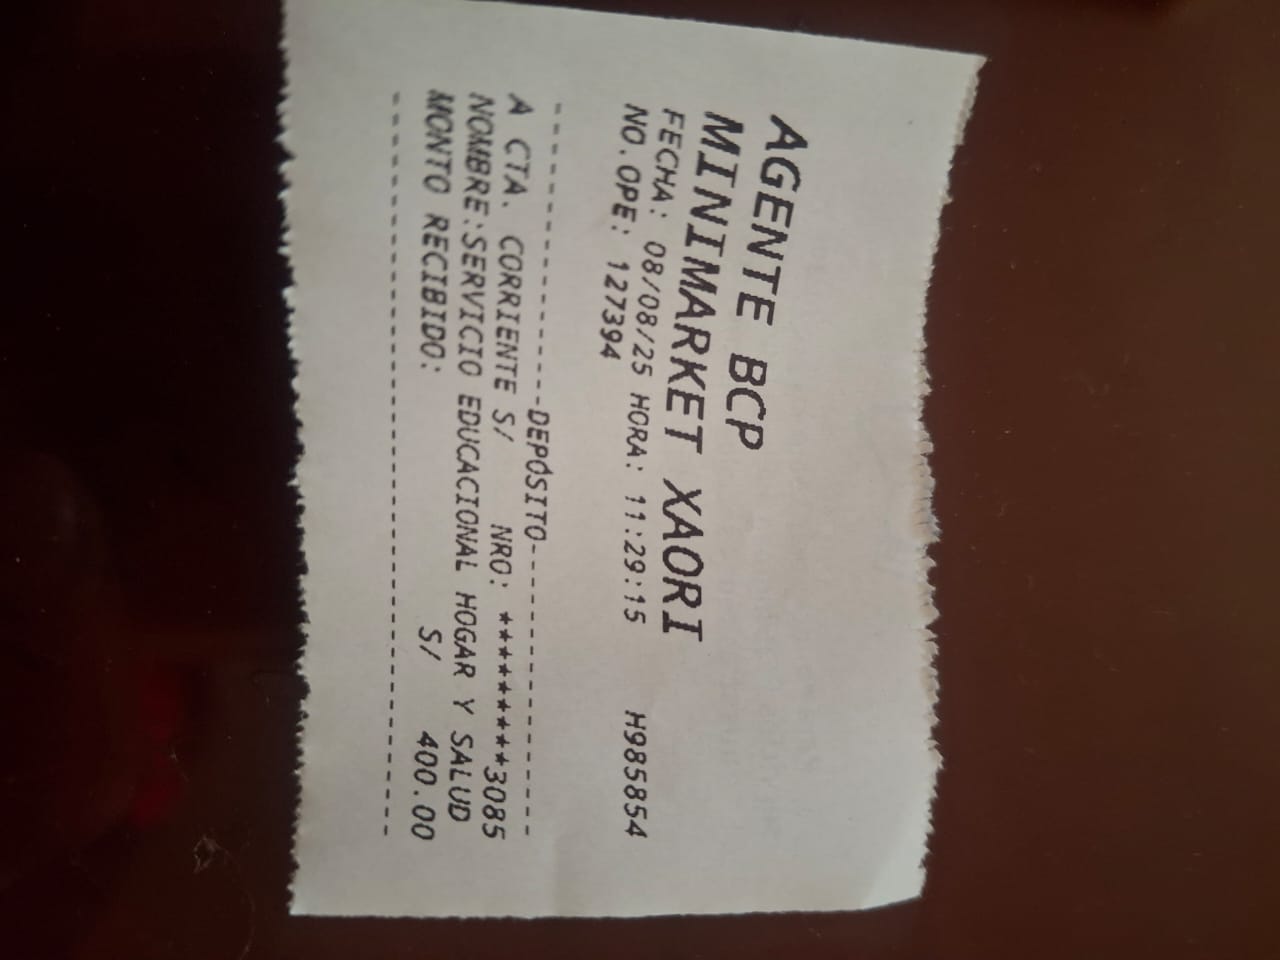 AGENTE BCP
MINIMARKET XAORI
FECHA: 08/08/25 HORA: 11:29:15 H985854
NO.OPE: 127394
------------------DEPÓSITO------------------
A CTA. CORRIENTE S/ NRO: *********3085
NOMBRE:SERVICIO EDUCACIONAL HOGAR Y SALUD
MONTO RECIBIDO: S/ 400.00
--------------------------------------------